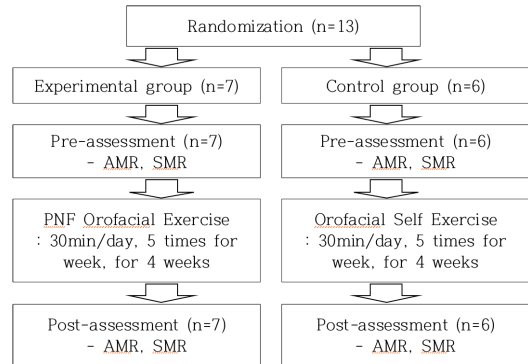 Randomization (n=13)
Experimental group (n=7)
Control group (n=6)
Pre-assessment (n=7)
- AMR, SMR
Pre-assessment (n=6)
- AMR, SMR
PNF Orofacial Exercise
: 30min/day, 5 times for
week, for 4 weeks
Orofacial Self Exercise
: 30min/day, 5 times for
week, for 4 weeks
Post-assessment (n=7)
- AMR, SMR
Post-assessment (n=6)
- AMR, SMR